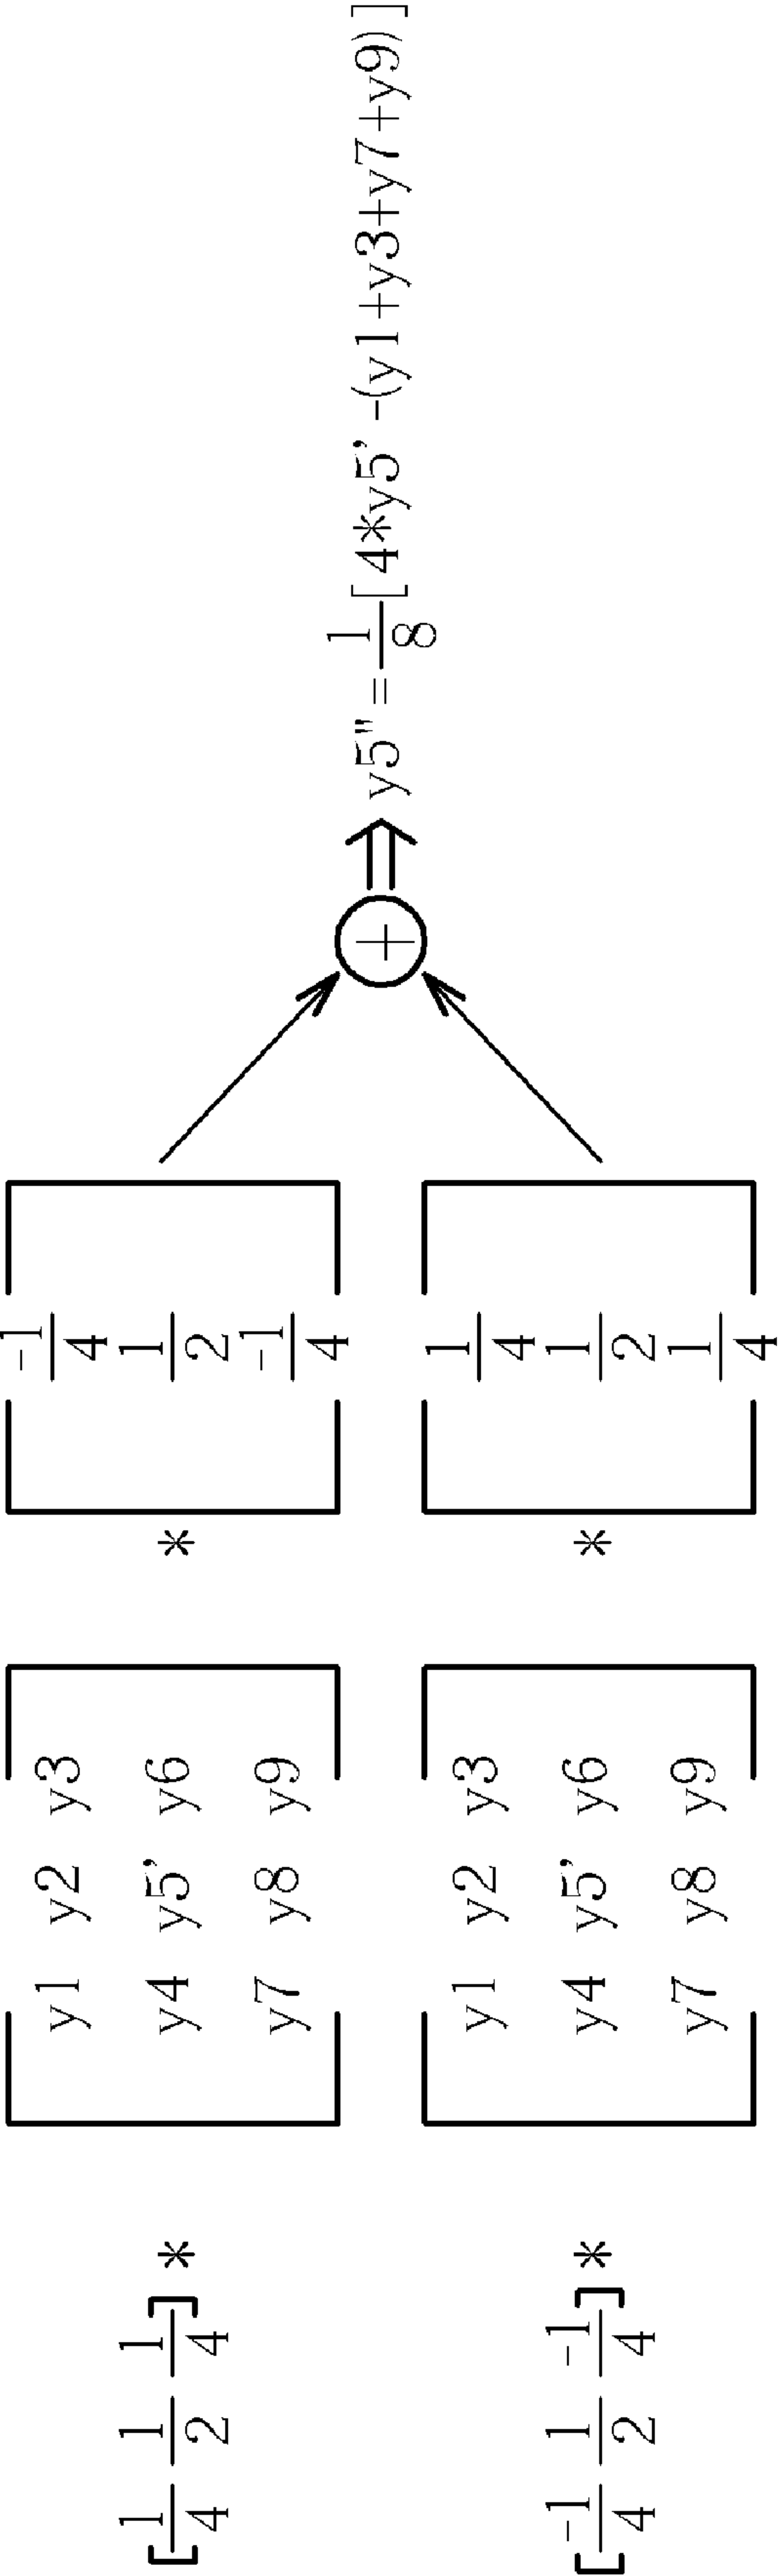 [1/4 1/2 1/4] * [y1 y2 y3
y4 y5' y6
y7 y8 y9] * [-1/4
1/2
-1/4]
[-1/4 1/2 -1/4] * [y1 y2 y3
y4 y5' y6
y7 y8 y9] * [1/4
1/2
1/4]
+ ⇒ y5" = 1/8 [4*y5' -(y1+y3+y7+y9)]